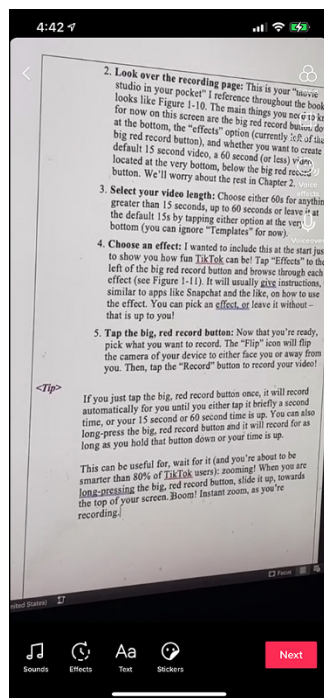 4:42
2. Look over the recording page: This is your "movie
studio in your pocket" I reference throughout the book
looks like Figure 1-10. The main things you need to kn
for now on this screen are the big red record button do
at the bottom, the "effects" option (currently left of the
big red record button), and whether you want to create
default 15 second video, a 60 second (or less) video
located at the very bottom, below the big red record
button. We'll worry about the rest in Chapter 2.
3. Select your video length: Choose either 60s for anythin
greater than 15 seconds, up to 60 seconds or leave it at
the default 15s by tapping either option at the very
bottom (you can ignore "Templates" for now).
4. Choose an effect: I wanted to include this at the start jus
to show you how fun TikTok can be! Tap "Effects" to the
left of the big red record button and browse through each
effect (see Figure 1-11). It will usually give instructions,
similar to apps like Snapchat and the like, on how to use
the effect. You can pick an effect, or leave it without –
that is up to you!
5. Tap the big, red record button: Now that you're ready,
pick what you want to record. The "Flip" icon will flip
the camera of your device to either face you or away from
you. Then, tap the "Record" button to record your video!
<Tip>
If you just tap the big, red record button once, it will record
automatically for you until you either tap it briefly a second
time, or your 15 second or 60 second time is up. You can also
long-press the big, red record button and it will record for as
long as you hold that button down or your time is up.
This can be useful for, wait for it (and you're about to be
smarter than 80% of TikTok users): zooming! When you are
long-pressing the big, red record button, slide it up, towards
the top of your screen. Boom! Instant zoom, as you're
recording.
Voice
effects
Voiceover
Focus
nited States)
Sounds
Effects
Aa
Text
Stickers
Next